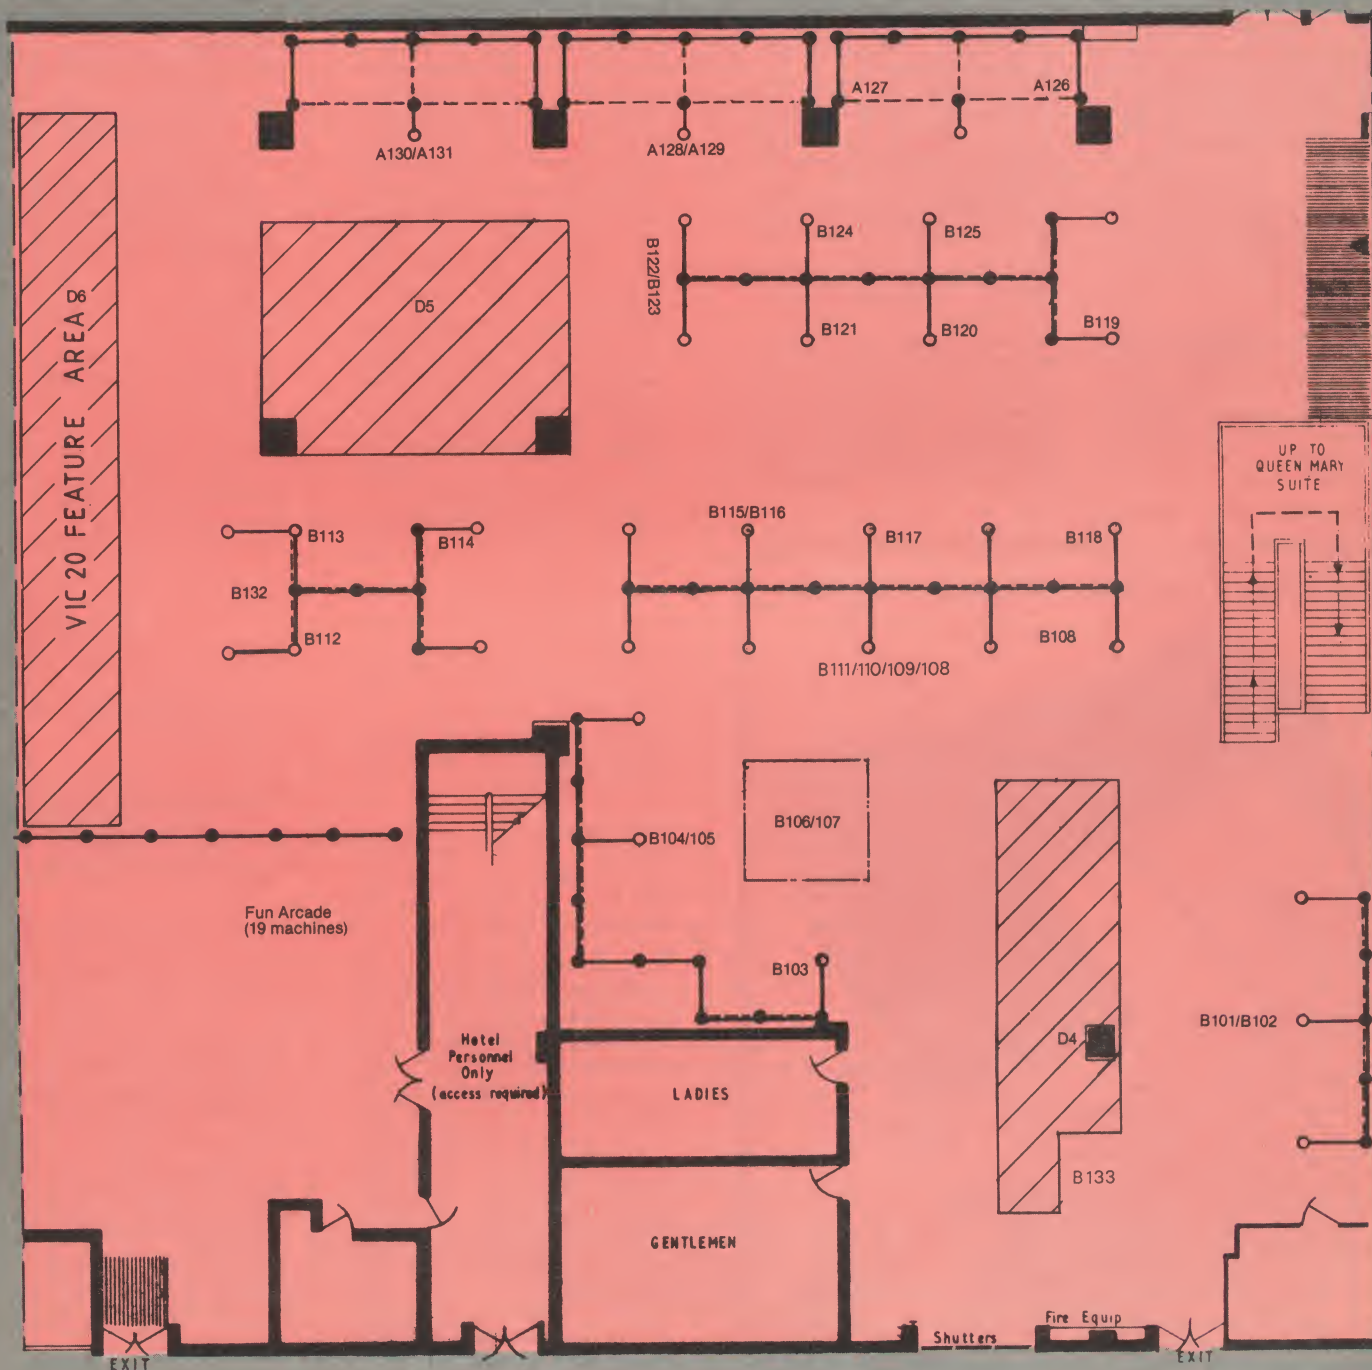 A127
A126
A130/A131
A128/A129
B122/B123
B124
B125
B121
B120
B119
D5
VIC 20 FEATURE AREA 8
D6
UP TO
QUEEN MARY
SUITE
B113
B114
B115/B116
B117
B118
B132
B112
B108
B111/110/109/108
B104/105
B106/107
Fun Arcade
(19 machines)
B103
B101/B102
Hotel
Personnel
Only
(access required)
D4
LADIES
B133
GENTLEMEN
Fire Equip
Shutters
EXIT
EXIT